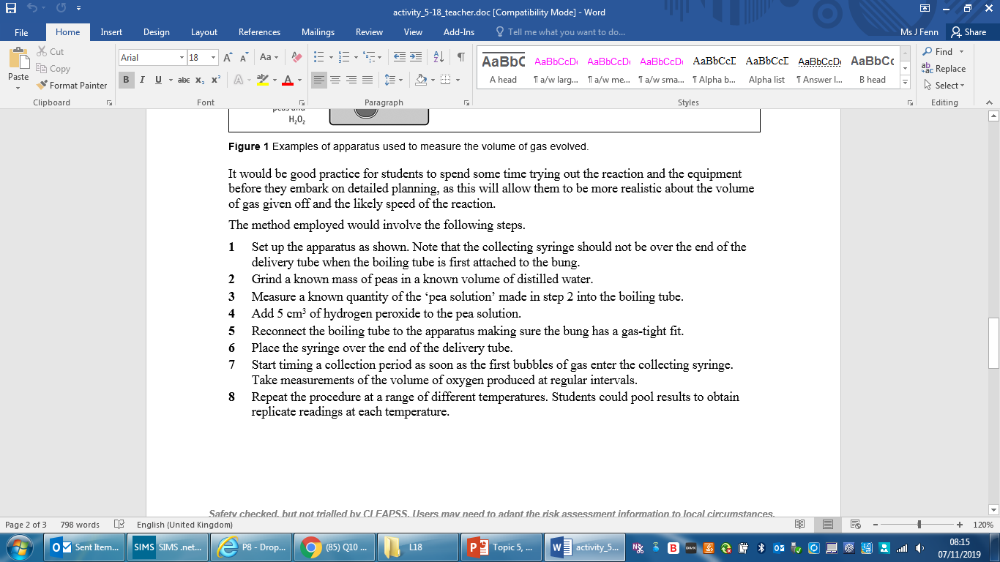 activity_5-18_teacher.doc [Compatibility Mode] - Word
File Home Insert Design Layout References Mailings Review View Add-Ins Tell me what you want to do... Ms J Fenn Share
Paste
Cut
Copy
Format Painter
Clipboard
Arial 18
Font
Paragraph
AaBbC AaBbCcDı AaBbCcDı AaBbCcDı AaBbCcE AaBbCcE AaBbCcD AaBbCc
A head ¶ a/w larg... ¶ a/w me... ¶ a/w sma... ¶ Alpha b... Alpha list ¶ Answer l... B head
Styles
Find
Replace
Select
Editing
peas and
H₂O₂
Figure 1 Examples of apparatus used to measure the volume of gas evolved.
It would be good practice for students to spend some time trying out the reaction and the equipment
before they embark on detailed planning, as this will allow them to be more realistic about the volume
of gas given off and the likely speed of the reaction.
The method employed would involve the following steps.
1 Set up the apparatus as shown. Note that the collecting syringe should not be over the end of the
delivery tube when the boiling tube is first attached to the bung.
2 Grind a known mass of peas in a known volume of distilled water.
3 Measure a known quantity of the ‘pea solution’ made in step 2 into the boiling tube.
4 Add 5 cm³ of hydrogen peroxide to the pea solution.
5 Reconnect the boiling tube to the apparatus making sure the bung has a gas-tight fit.
6 Place the syringe over the end of the delivery tube.
7 Start timing a collection period as soon as the first bubbles of gas enter the collecting syringe.
Take measurements of the volume of oxygen produced at regular intervals.
8 Repeat the procedure at a range of different temperatures. Students could pool results to obtain
replicate readings at each temperature.
Safety checked, but not trialled by CLEAPSS. Users may need to adapt the risk assessment information to local circumstances.
Page 2 of 3 798 words English (United Kingdom) 120%
Sent Item... SIMS SIMS .net... P8 - Drop... (85) Q10 ... L18 Topic 5, ... activity_5...
08:15
07/11/2019